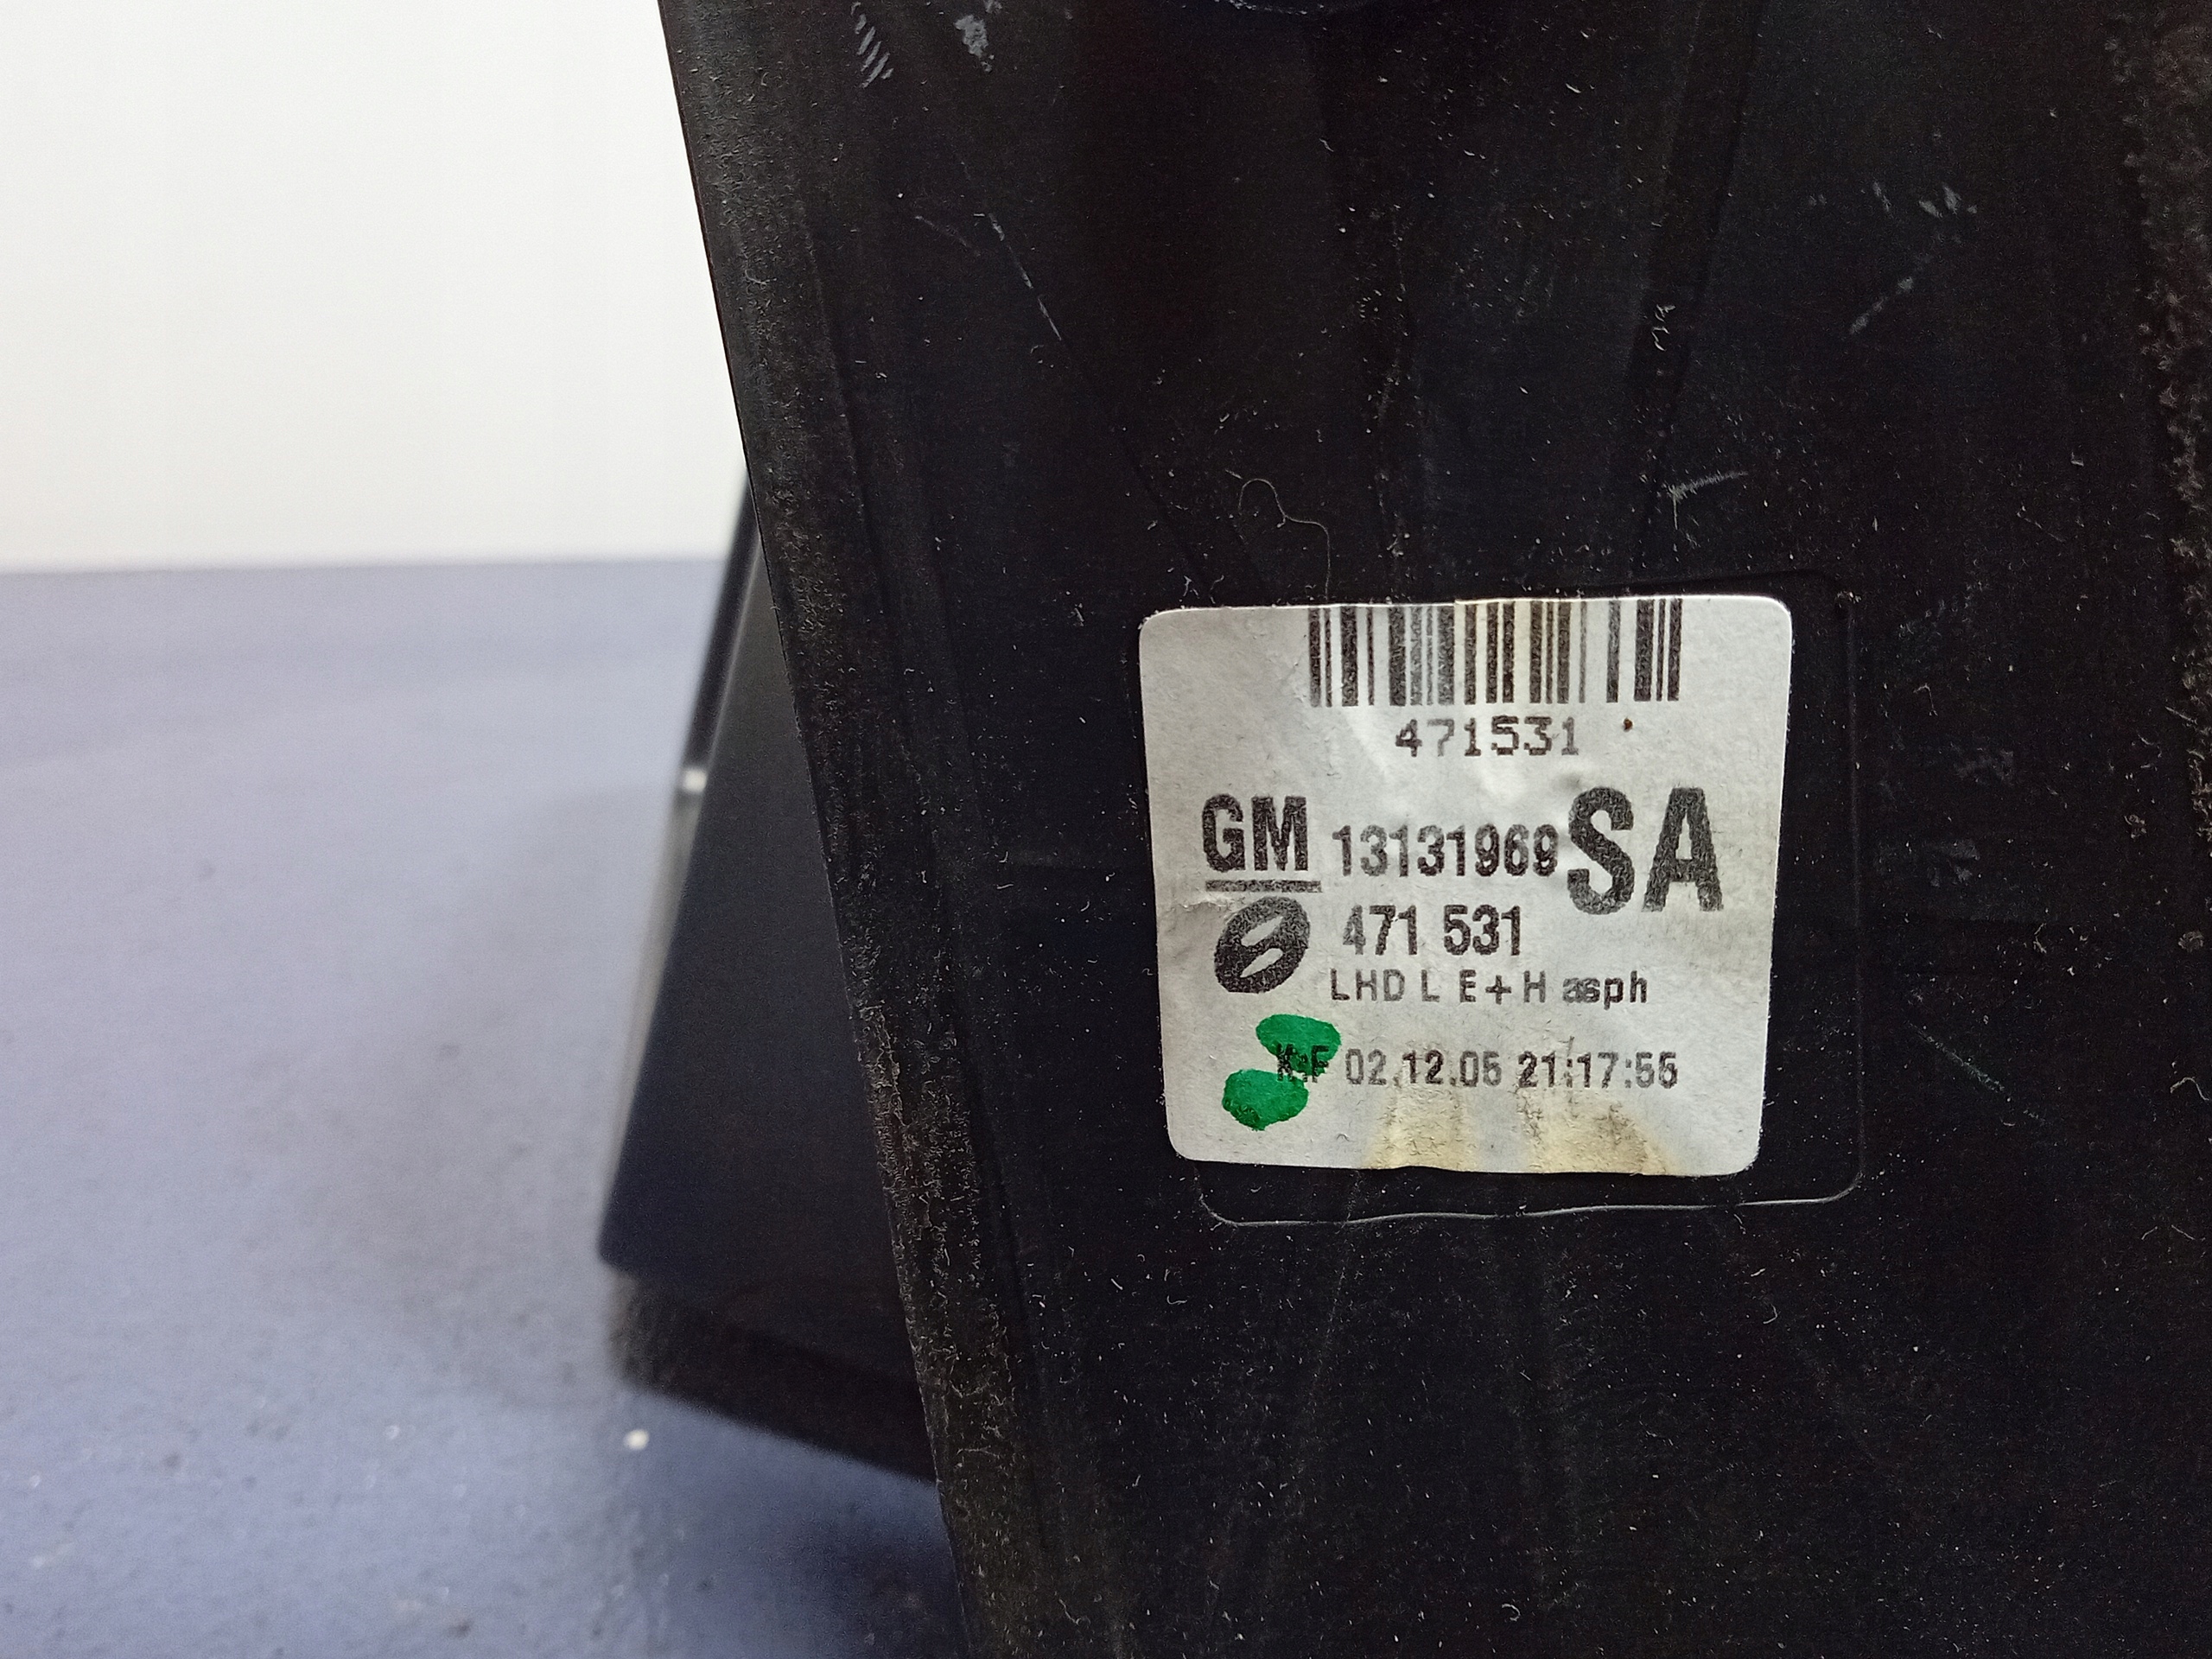 471531
GM 13131969 SA
471 531
LHD L E+H asph
K:F 02.12.05 21:17:55